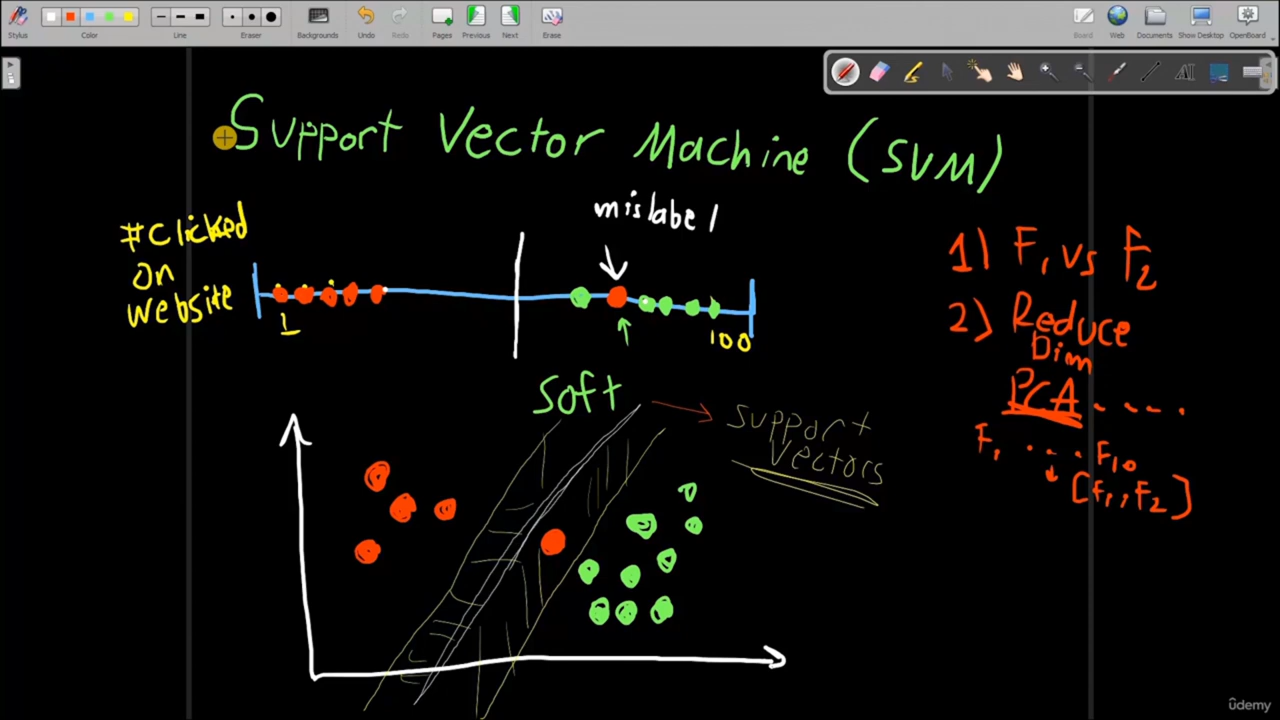 Stylus
Color
Line
Eraser
Backgrounds
Undo
Redo
Pages
Previous
Next
Erase
Board
Web
Documents
Show Desktop
OpenBoard
Support Vector Machine (SVM)
mislabel
#Clicked
on
website
1
100
1) F1 vs F2
2) Reduce
Dim
PCA....
F1 .... F10
[F1, F2]
Soft
Support
Vectors
ûdemy